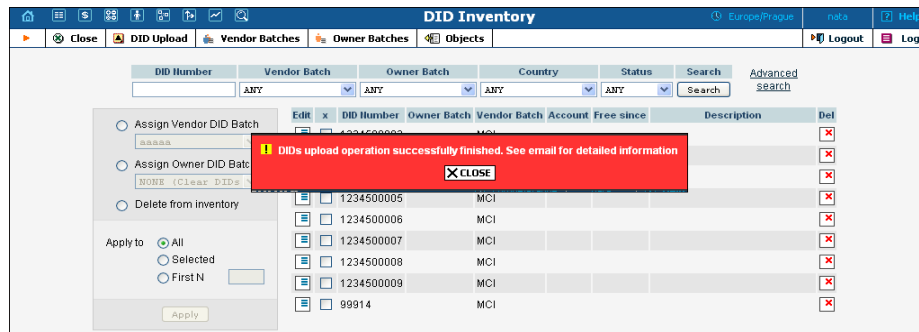 DID Inventory
Europe/Prague nata ? Help
Close DID Upload Vendor Batches Owner Batches Objects Logout Log
DID Number Vendor Batch Owner Batch Country Status Search Advanced search
ANY ANY ANY ANY Search
Edit x DID Number Owner Batch Vendor Batch Account Free since Description Del
Assign Vendor DID Batch
aaaaa
DIDs upload operation successfully finished. See email for detailed information
CLOSE
Assign Owner DID Batc
NONE (Clear DIDs
Delete from inventory
1234500005 MCI
1234500006 MCI
Apply to All
1234500007 MCI
Selected
1234500008 MCI
First N
1234500009 MCI
99914 MCI
Apply